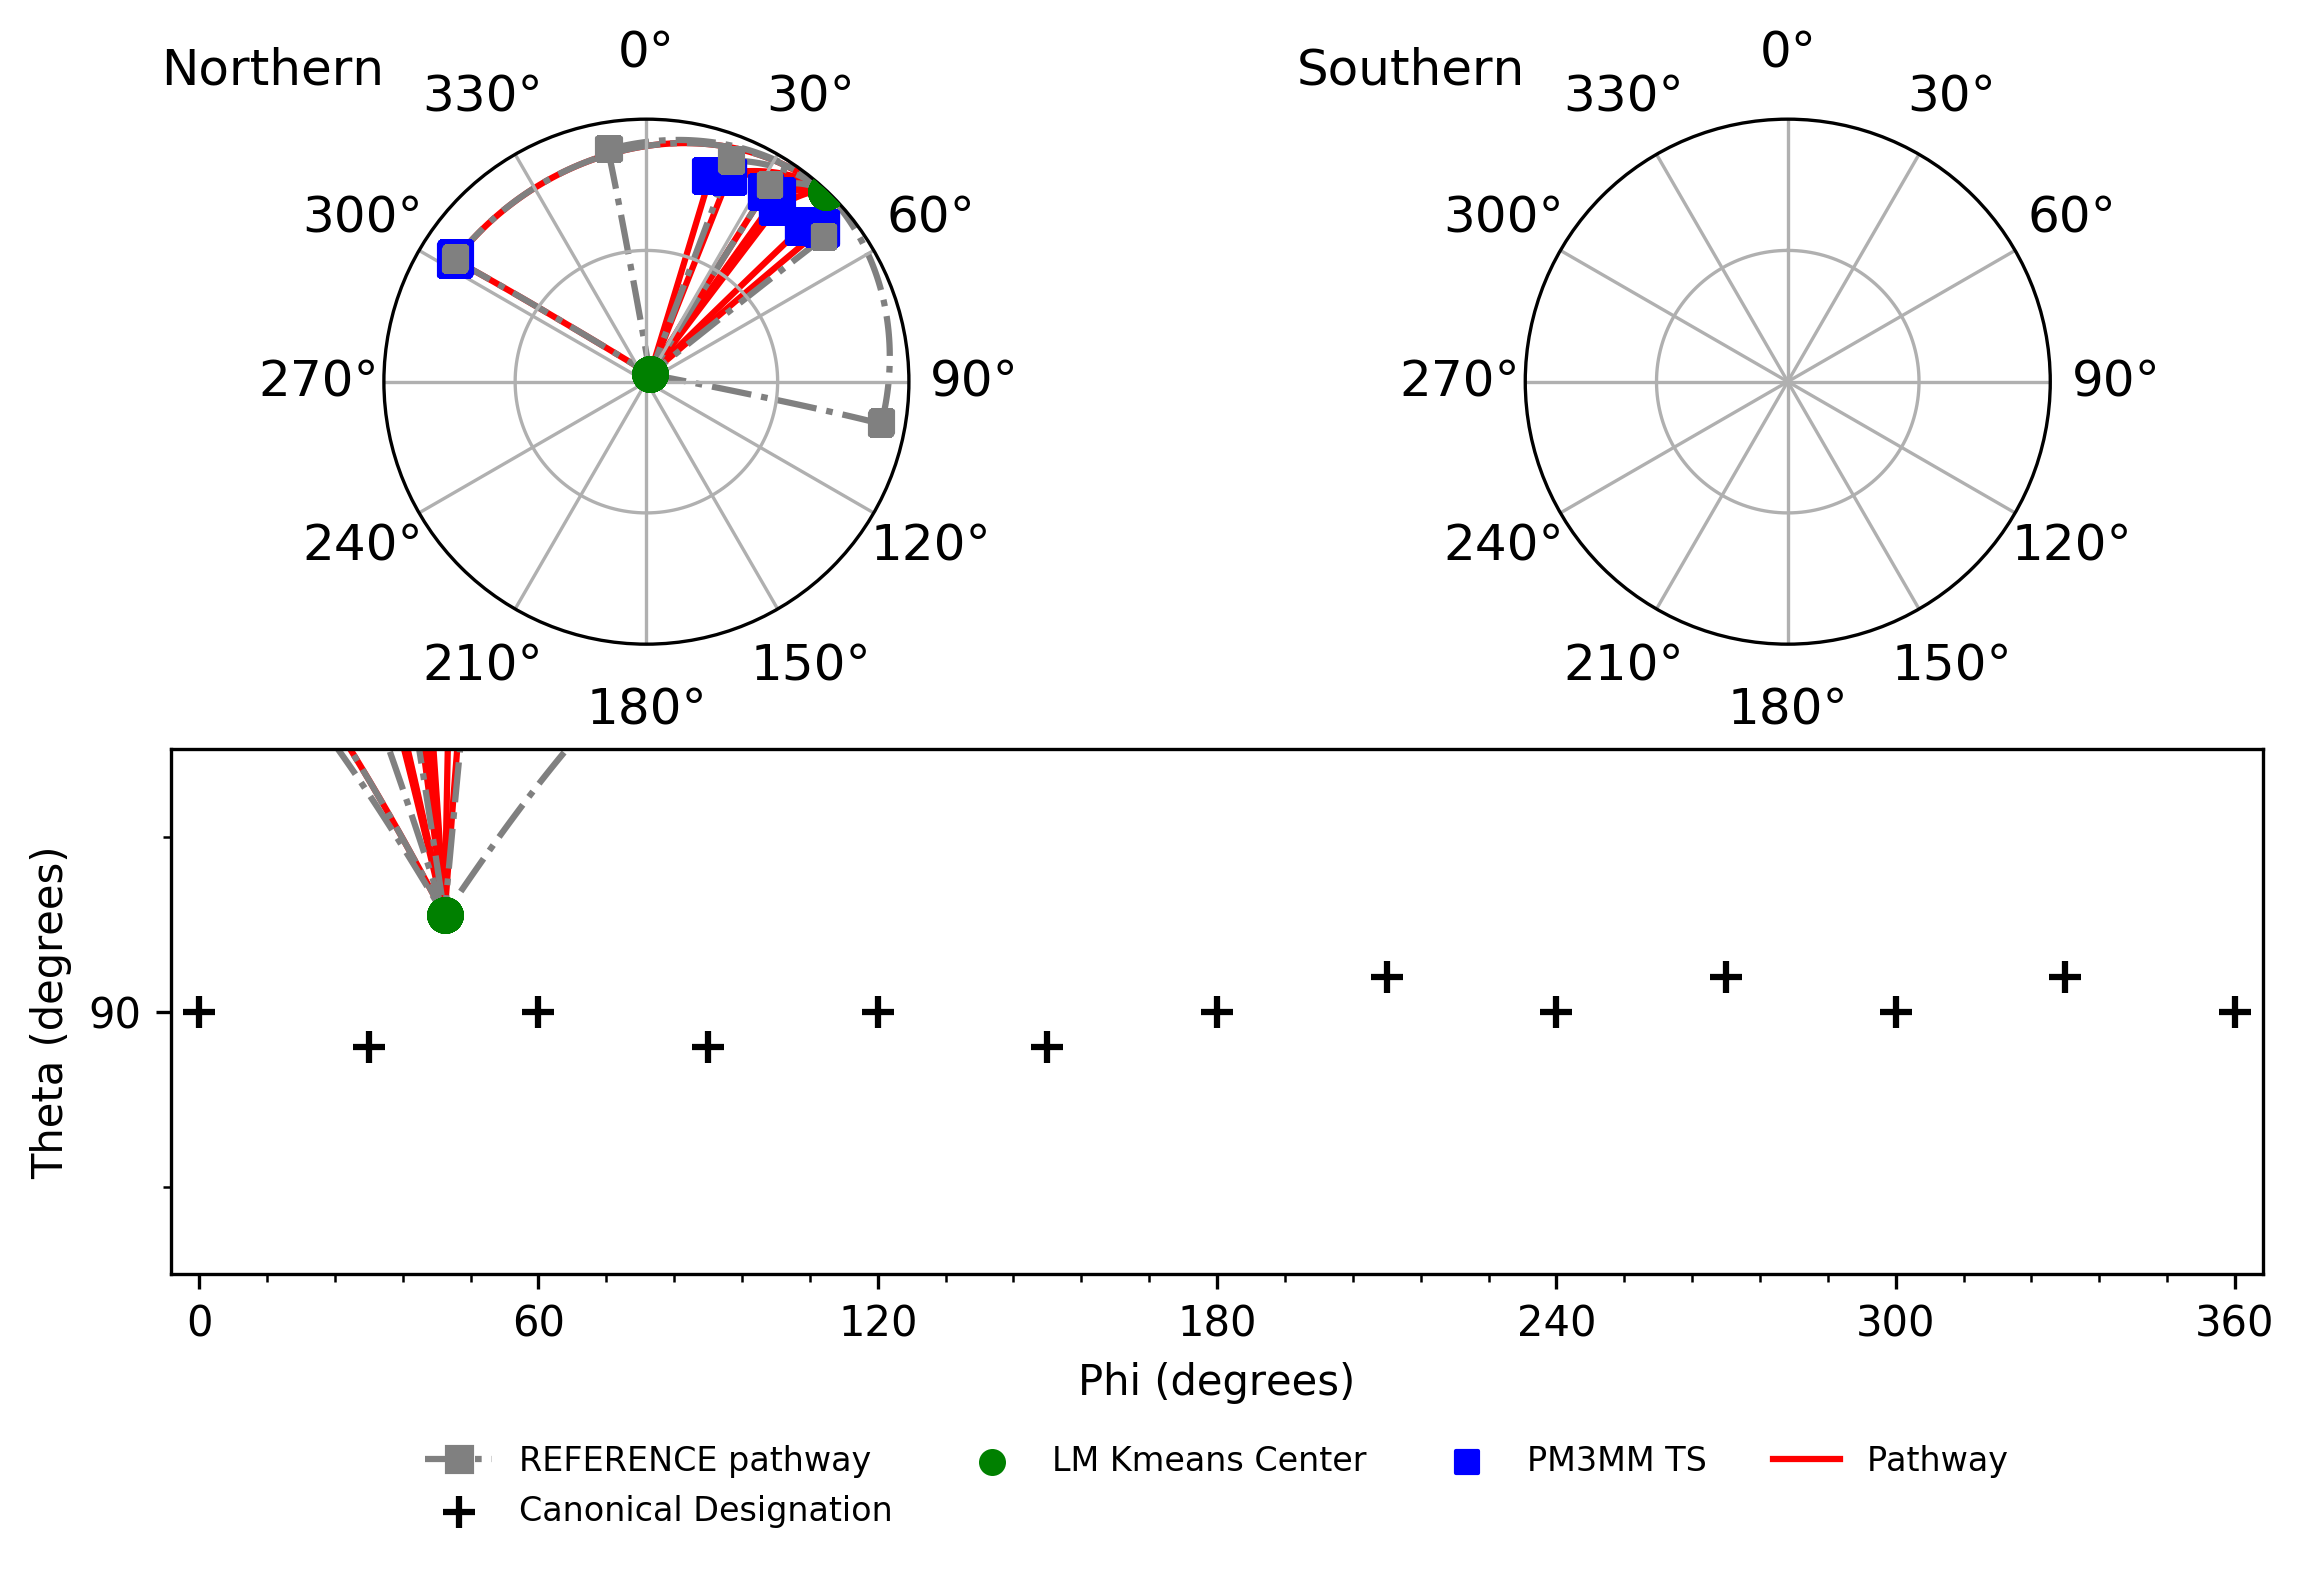 Northern
0°
330°
30°
300°
60°
270°
90°
240°
120°
210°
150°
180°
Southern
0°
330°
30°
300°
60°
270°
90°
240°
120°
210°
150°
180°
Theta (degrees)
90
0 60 120 180 240 300 360
Phi (degrees)
REFERENCE pathway
Canonical Designation
LM Kmeans Center
PM3MM TS
Pathway